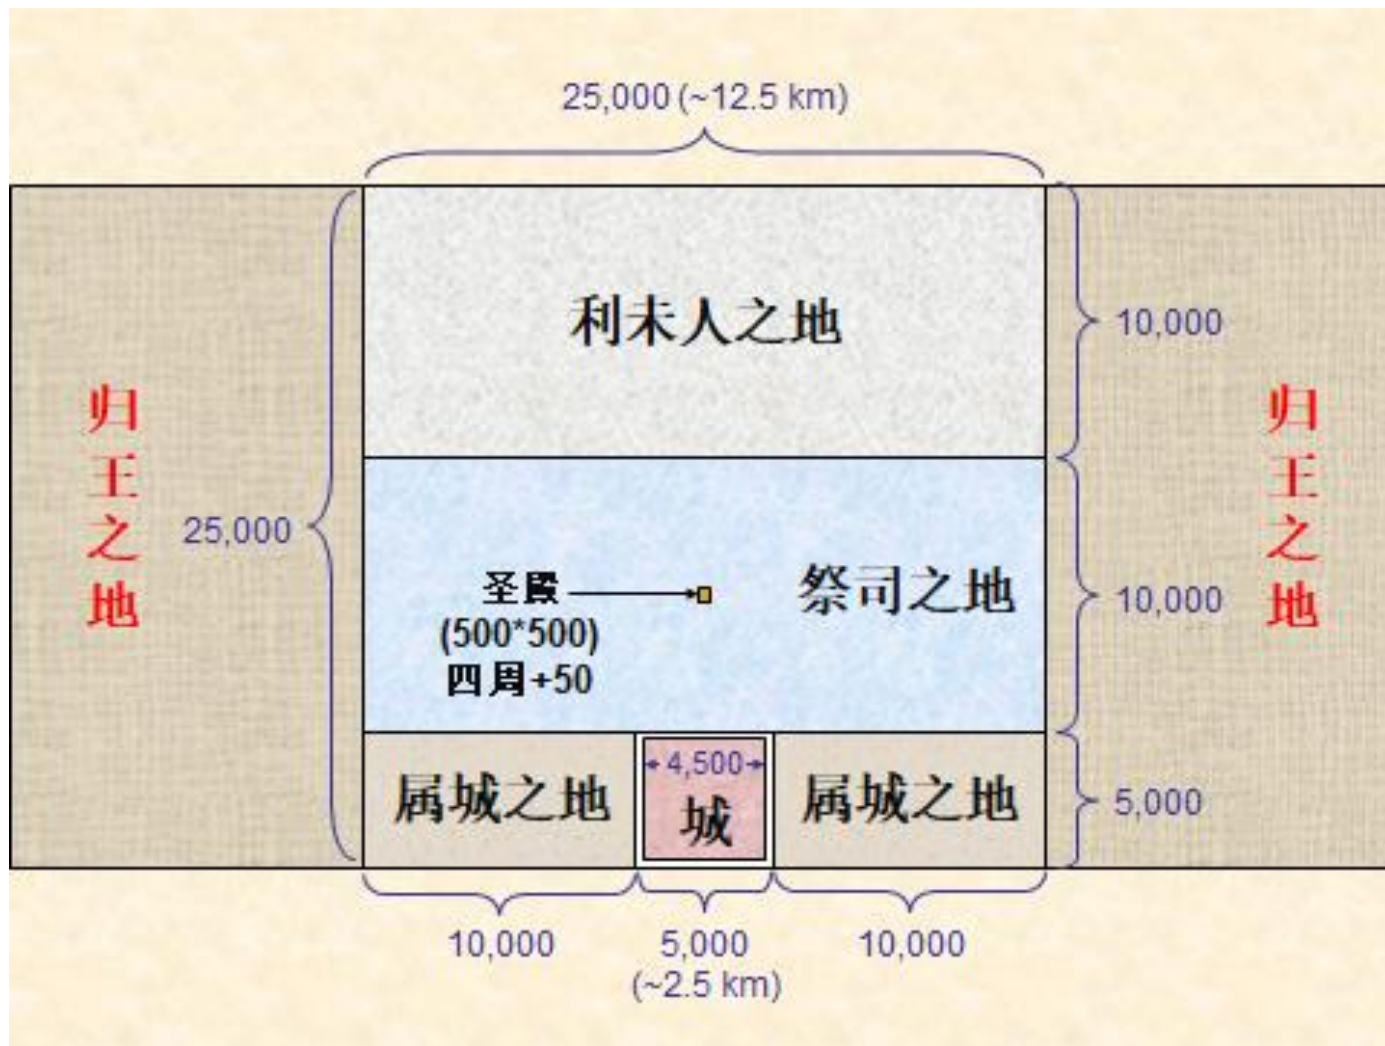 25,000 (~12.5 km)
利未人之地
10,000
归王之地
25,000
归王之地
圣殿
(500*500)
四周+50
祭司之地
10,000
4,500
属城之地
城
属城之地
5,000
10,000
5,000
(~2.5 km)
10,000